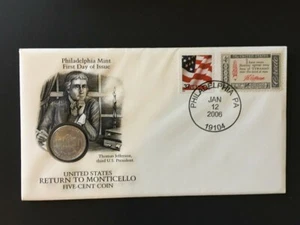 Philadelphia Mint
First Day of Issue
PHILADELPHIA PA
JAN
12
2006
19104
Thomas Jefferson,
third U.S. President
UNITED STATES
RETURN TO MONTICELLO
FIVE CENT COIN